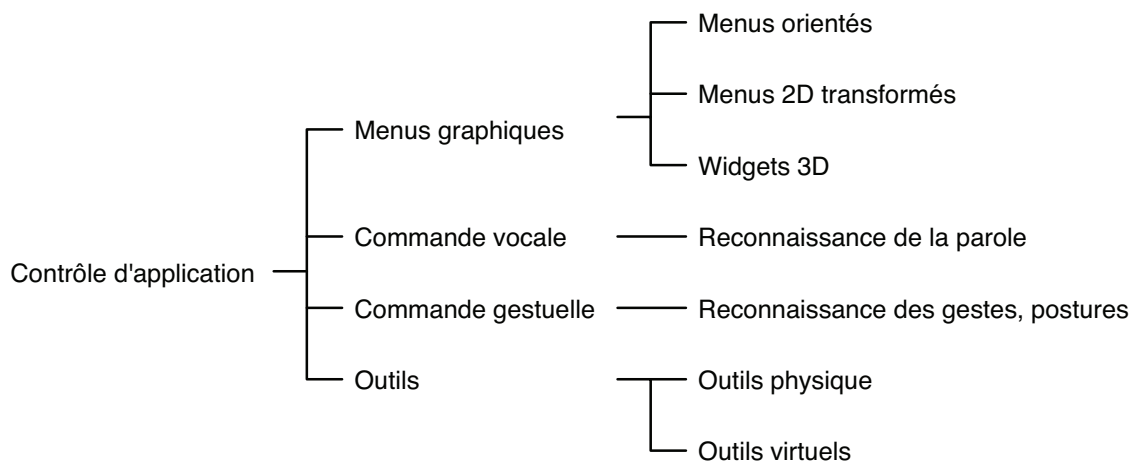 Menus orientés
Menus 2D transformés
Menus graphiques
Widgets 3D
Commande vocale
Reconnaissance de la parole
Contrôle d'application
Commande gestuelle
Reconnaissance des gestes, postures
Outils
Outils physique
Outils virtuels